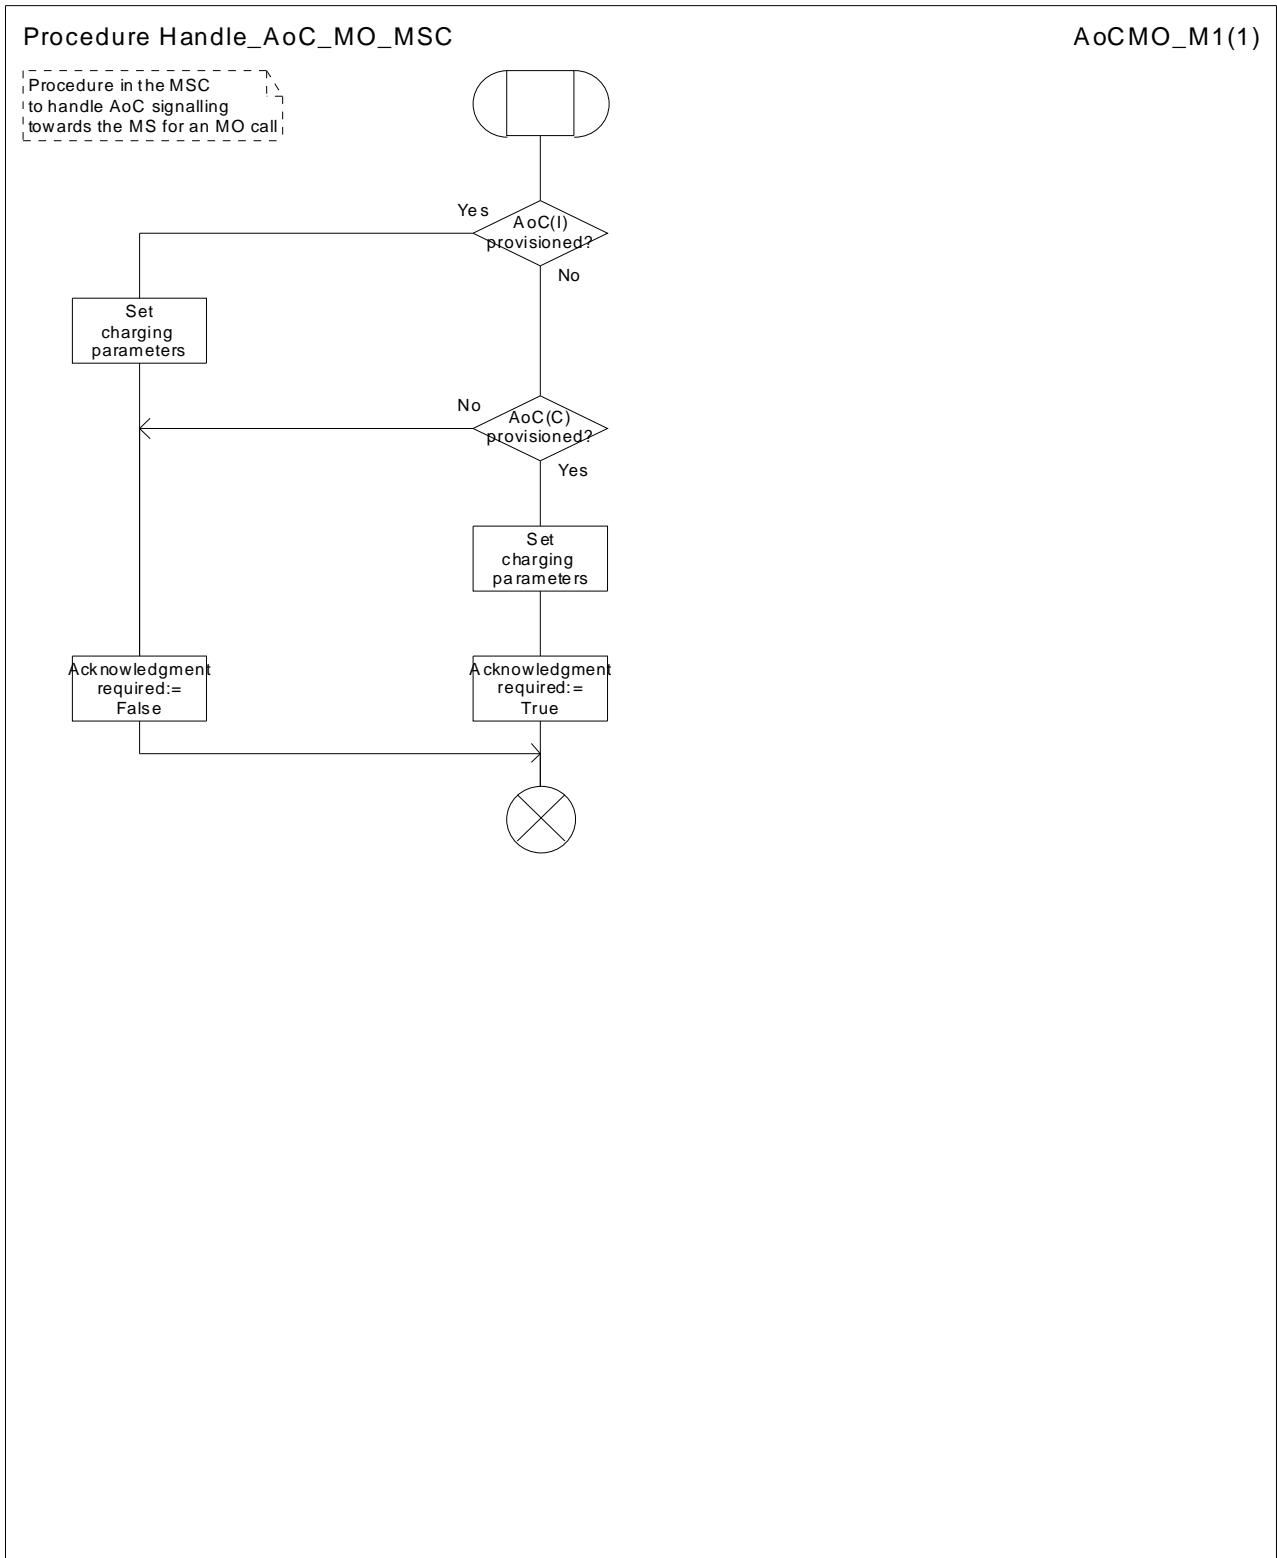 Procedure Handle_AoC_MO_MSC
AoCMO_M1(1)
Procedure in the MSC
to handle AoC signalling
towards the MS for an MO call
Yes
AoC(I)
provisioned?
No
Set
charging
parameters
No
AoC(C)
provisioned?
Yes
Set
charging
parameters
Acknowledgment
required:=
False
Acknowledgment
required:=
True